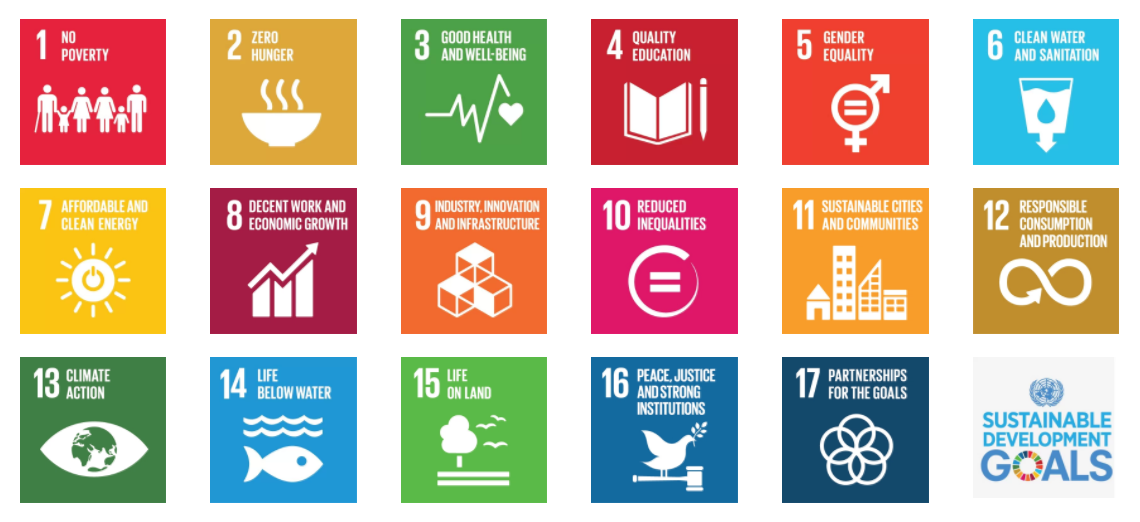 1 NO
POVERTY
2 ZERO
HUNGER
3 GOOD HEALTH
AND WELL-BEING
4 QUALITY
EDUCATION
5 GENDER
EQUALITY
6 CLEAN WATER
AND SANITATION
7 AFFORDABLE AND
CLEAN ENERGY
8 DECENT WORK AND
ECONOMIC GROWTH
9 INDUSTRY, INNOVATION
AND INFRASTRUCTURE
10 REDUCED
INEQUALITIES
11 SUSTAINABLE CITIES
AND COMMUNITIES
12 RESPONSIBLE
CONSUMPTION
AND PRODUCTION
13 CLIMATE
ACTION
14 LIFE
BELOW WATER
15 LIFE
ON LAND
16 PEACE, JUSTICE
AND STRONG
INSTITUTIONS
17 PARTNERSHIPS
FOR THE GOALS
SUSTAINABLE
DEVELOPMENT
GOALS